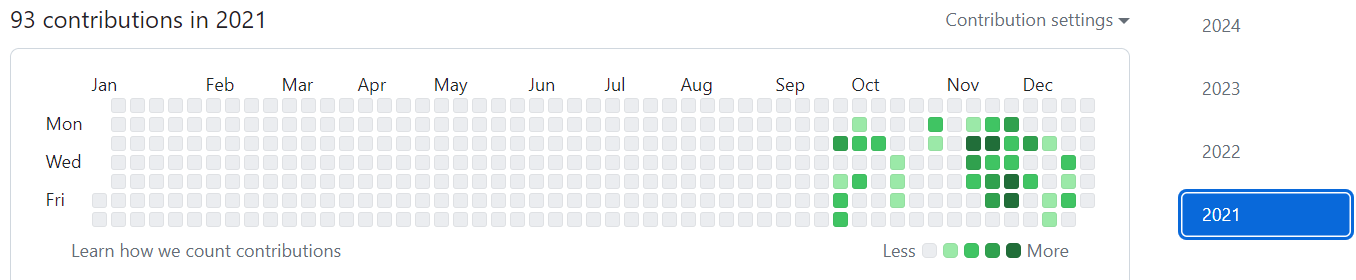 93 contributions in 2021
Contribution settings
Jan Feb Mar Apr May Jun Jul Aug Sep Oct Nov Dec
Mon
Wed
Fri
Learn how we count contributions
Less More
2024
2023
2022
2021